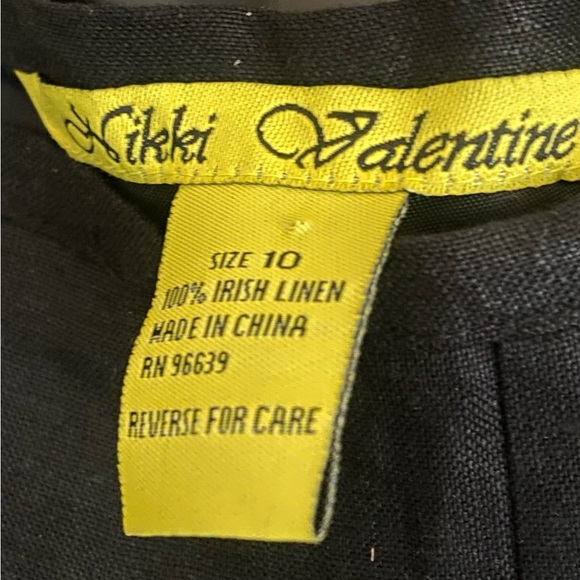 Nikki Valentine
SIZE 10
100% IRISH LINEN
MADE IN CHINA
RN 96639
REVERSE FOR CARE